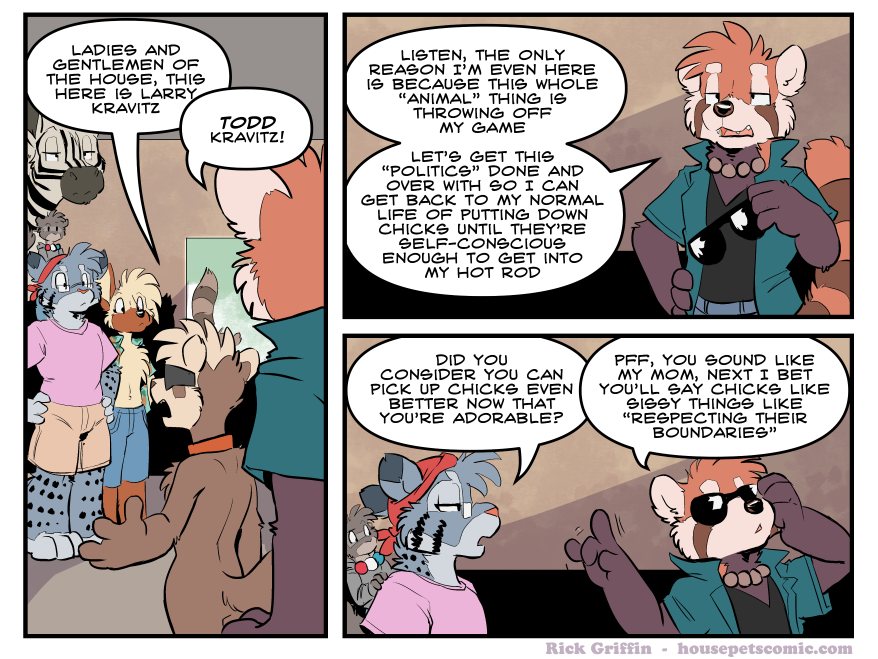 LADIES AND
GENTLEMEN OF
THE HOUSE, THIS
HERE IS LARRY
KRAVITZ
TODD
KRAVITZ!
LISTEN, THE ONLY
REASON I'M EVEN HERE
IS BECAUSE THIS WHOLE
"ANIMAL" THING IS
THROWING OFF
MY GAME
LET'S GET THIS
"POLITICS" DONE AND
OVER WITH SO I CAN
GET BACK TO MY NORMAL
LIFE OF PUTTING DOWN
CHICKS UNTIL THEY'RE
SELF-CONSCIOUS
ENOUGH TO GET INTO
MY HOT ROD
DID YOU
CONSIDER YOU CAN
PICK UP CHICKS EVEN
BETTER NOW THAT
YOU'RE ADORABLE?
PFF, YOU SOUND LIKE
MY MOM, NEXT I BET
YOU'LL SAY CHICKS LIKE
SISSY THINGS LIKE
"RESPECTING THEIR
BOUNDARIES"
Rick Griffin - housepetscomic.com